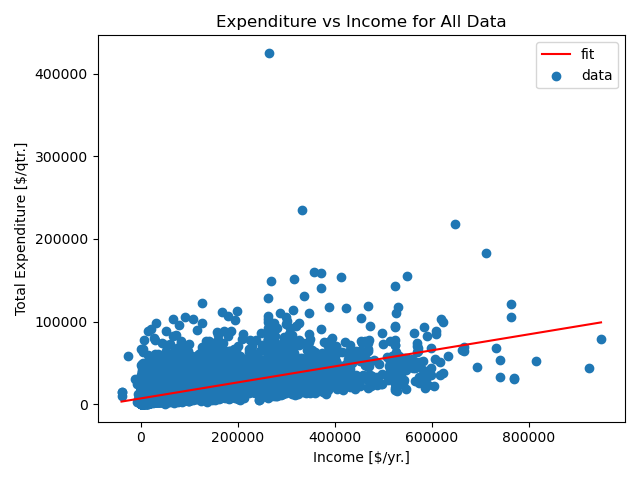 Expenditure vs Income for All Data
fit
data
Total Expenditure [$/qtr.]
400000
300000
200000
100000
0
0 200000 400000 600000 800000
Income [$/yr.]